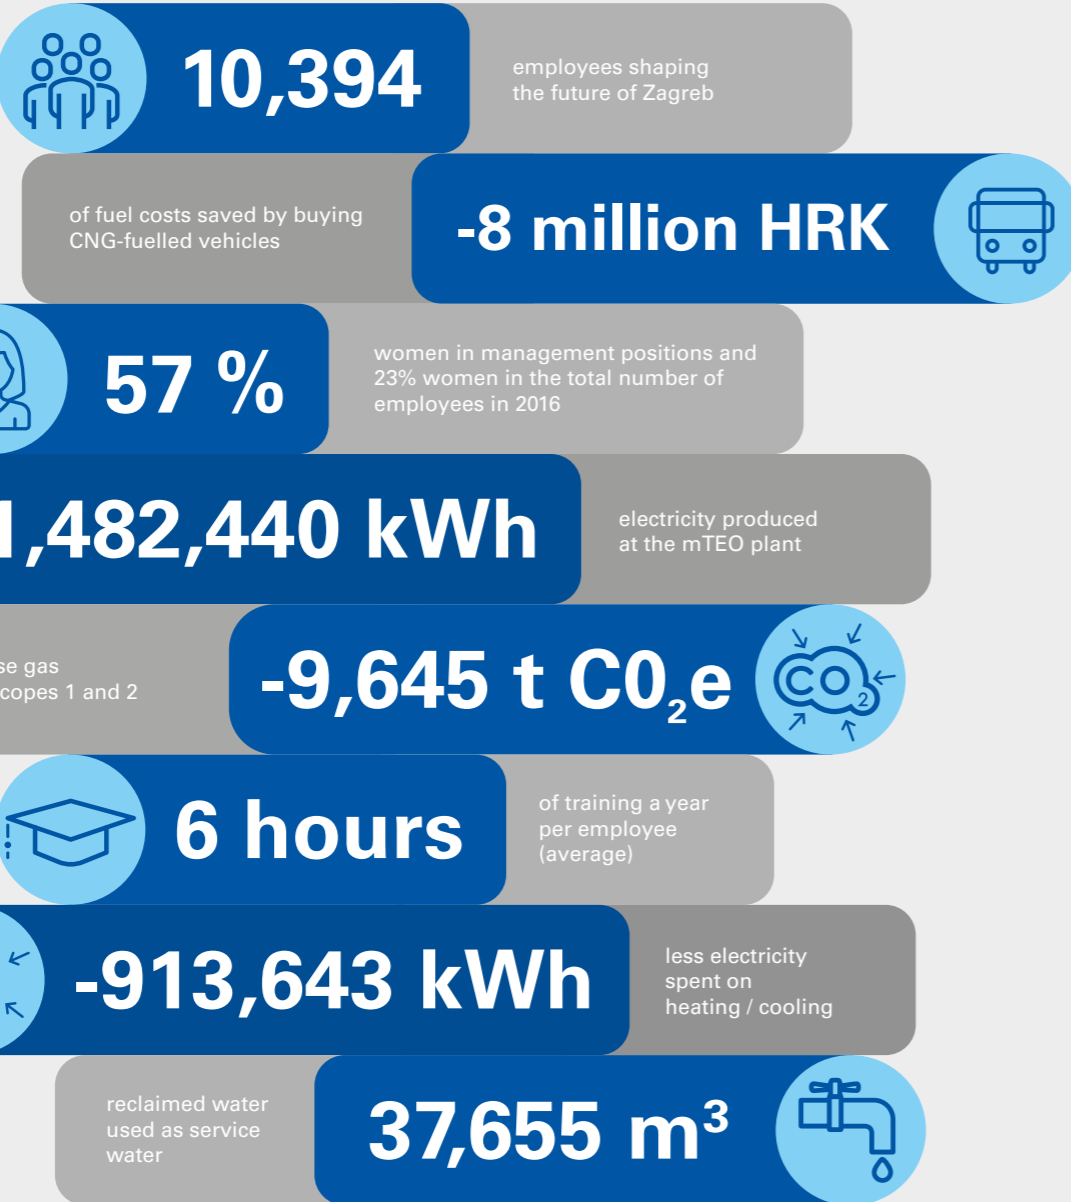 10,394
employees shaping
the future of Zagreb
of fuel costs saved by buying
CNG-fuelled vehicles
-8 million HRK
57 %
women in management positions and
23% women in the total number of
employees in 2016
1,482,440 kWh
electricity produced
at the mTEO plant
gas
1 and 2
-9,645 t C0₂e
CO₂
6 hours
of training a year
per employee
(average)
-913,643 kWh
less electricity
spent on
heating / cooling
reclaimed water
used as service
water
37,655 m³